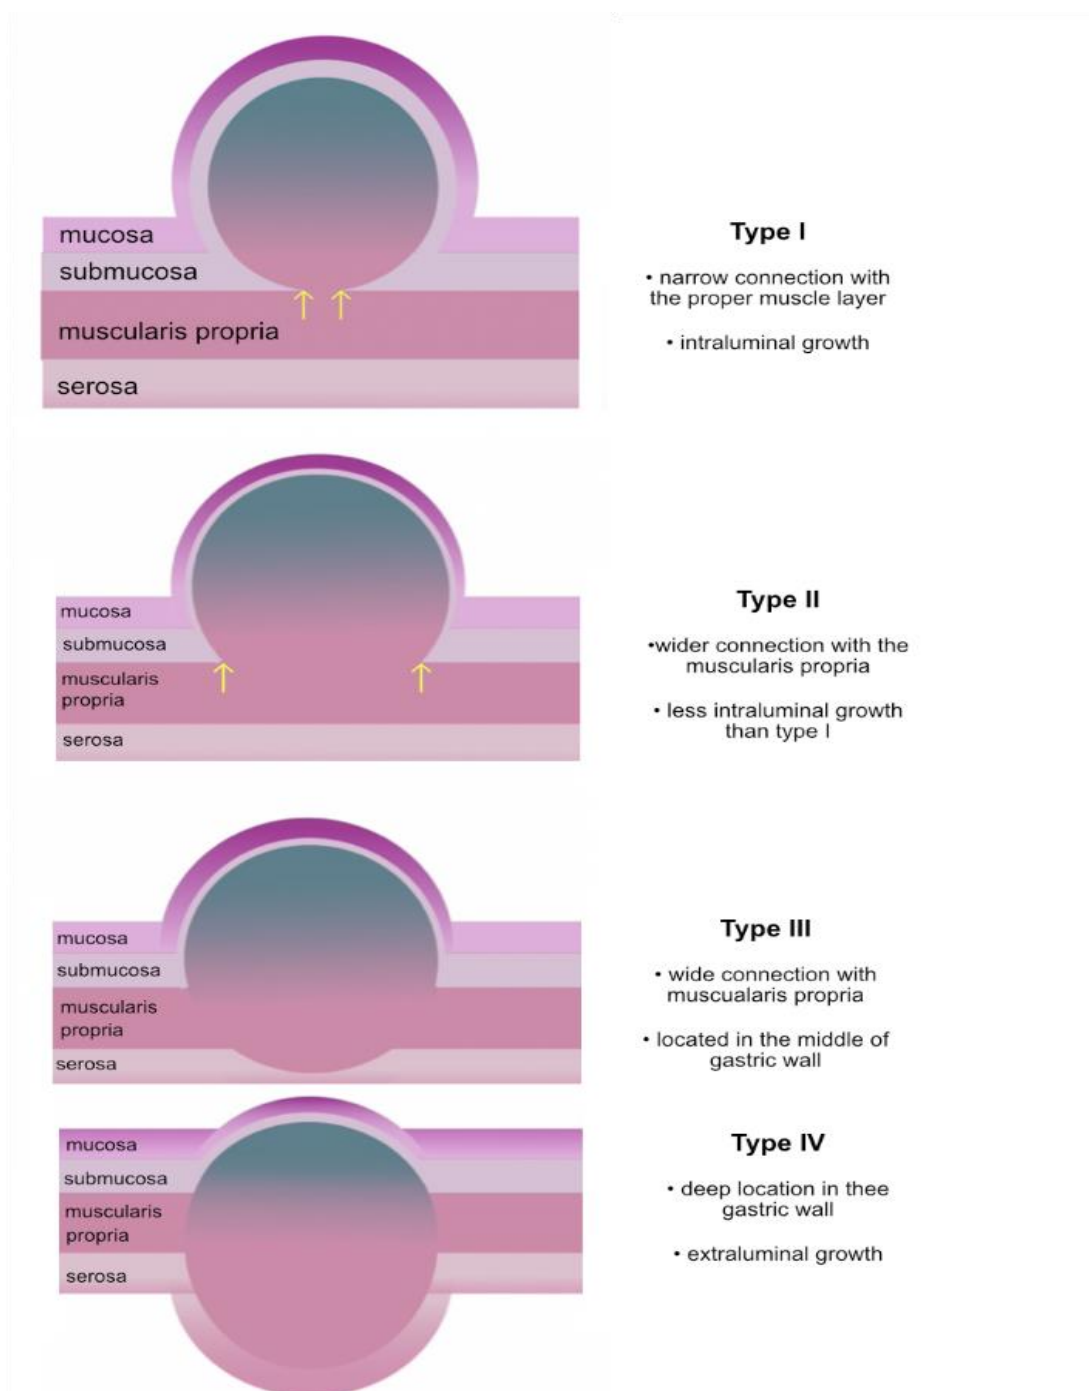 mucosa
submucosa
muscularis propria
serosa
Type I
• narrow connection with
the proper muscle layer
• intraluminal growth
mucosa
submucosa
muscularis
propria
serosa
Type II
•wider connection with the
muscularis propria
• less intraluminal growth
than type I
mucosa
submucosa
muscularis
propria
serosa
Type III
• wide connection with
muscualaris propria
• located in the middle of
gastric wall
mucosa
submucosa
muscularis
propria
serosa
Type IV
• deep location in thee
gastric wall
• extraluminal growth